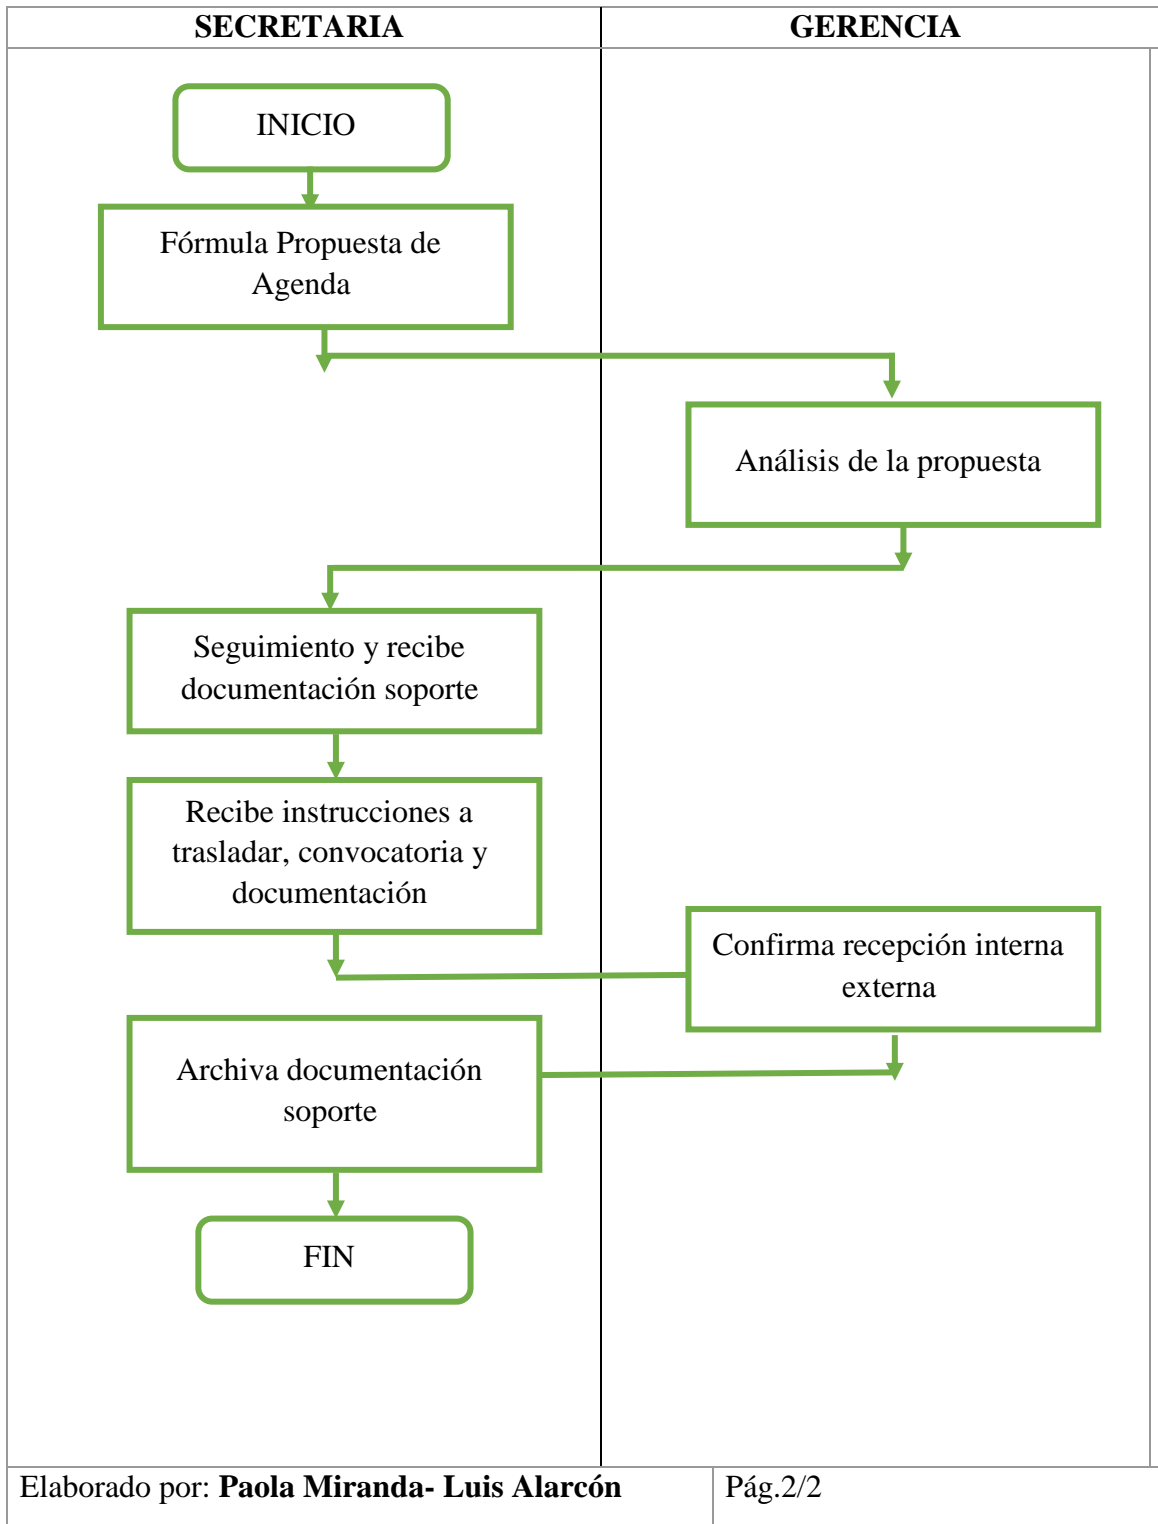 SECRETARIA
GERENCIA
INICIO
Fórmula Propuesta de
Agenda
Análisis de la propuesta
Seguimiento y recibe
documentación soporte
Recibe instrucciones a
trasladar, convocatoria y
documentación
Confirma recepción interna
externa
Archiva documentación
soporte
FIN
Elaborado por: Paola Miranda- Luis Alarcón
Pág.2/2